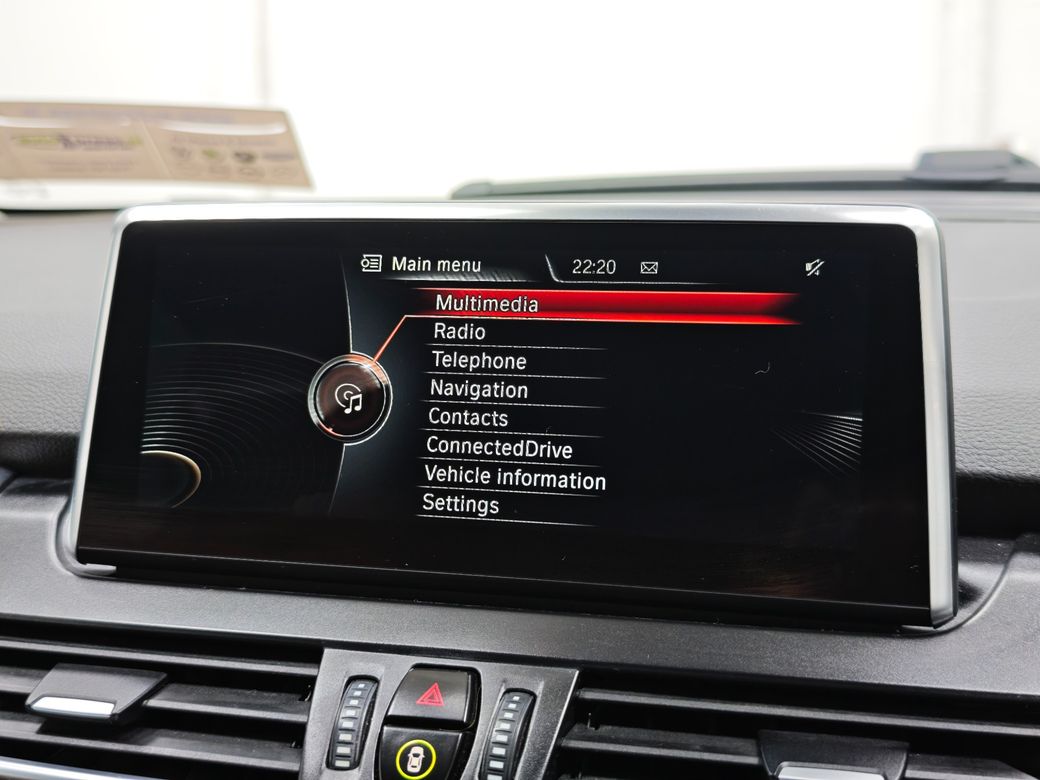 Main menu
22:20
Multimedia
Radio
Telephone
Navigation
Contacts
ConnectedDrive
Vehicle information
Settings